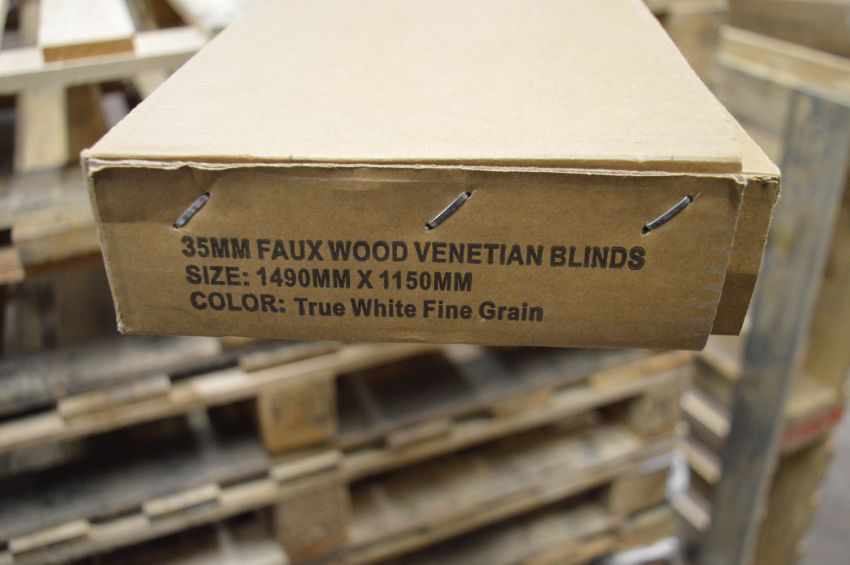 35MM FAUX WOOD VENETIAN BLINDS
SIZE: 1490MM X 1150MM
COLOR: True White Fine Grain